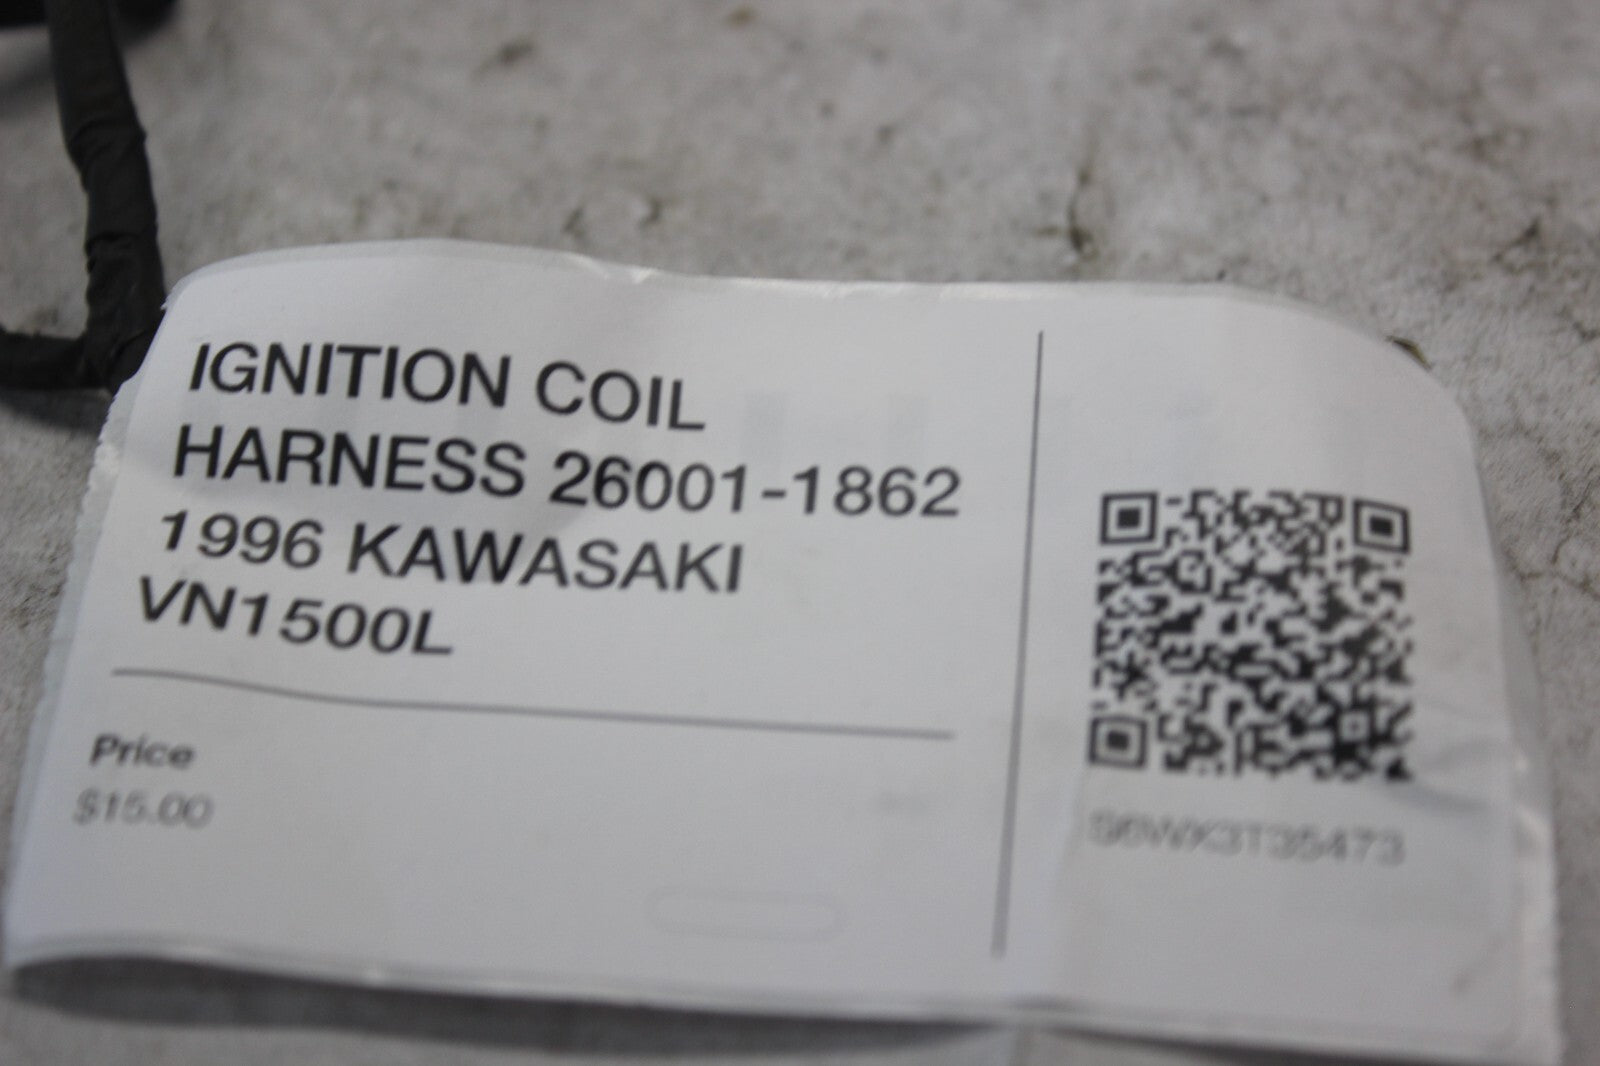 IGNITION COIL
HARNESS 26001-1862
1996 KAWASAKI
VN1500L
Price
$15.00
S6WX3T35473